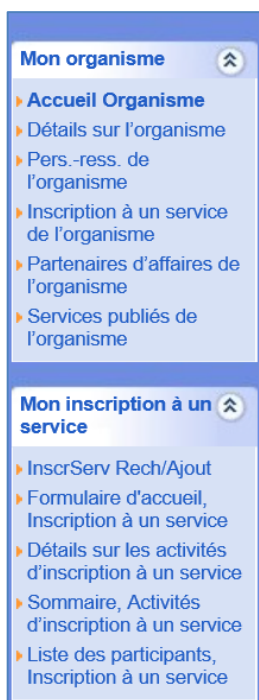 Mon organisme
Accueil Organisme
Détails sur l’organisme
Pers.-ress. de
l’organisme
Inscription à un service
de l’organisme
Partenaires d’affaires de
l’organisme
Services publiés de
l’organisme
Mon inscription à un
service
InscrServ Rech/Ajout
Formulaire d'accueil,
Inscription à un service
Détails sur les activités
d’inscription à un service
Sommaire, Activités
d’inscription à un service
Liste des participants,
Inscription à un service